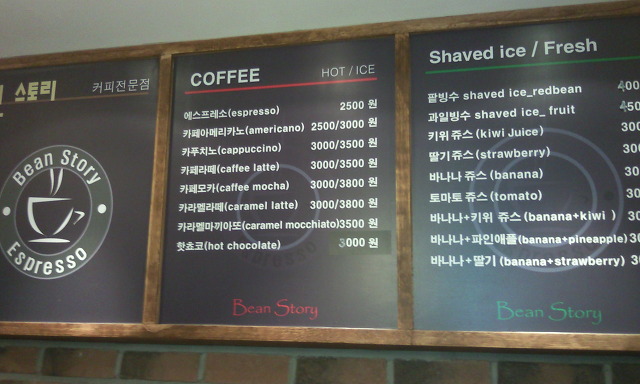 스토리 커피전문점
Bean Story
Espresso
COFFEE HOT / ICE
에스프레소(espresso) 2500 원
카페아메리카노(americano) 2500/3000 원
카푸치노(cappuccino) 3000/3500 원
카페라떼(caffee latte) 3000/3500 원
카페모카(caffee mocha) 3000/3800 원
카라멜라떼(caramel latte) 3000/3800 원
카라멜마끼아또(caramel mocchiato)3500 원
핫쵸코(hot chocolate) 3000 원
Bean Story
Shaved ice / Fresh
팥빙수 shaved ice_redbean
과일빙수 shaved ice_ fruit
키위 쥬스 (kiwi Juice)
딸기 쥬스 (strawberry)
바나나 쥬스 (banana)
토마토 쥬스 (tomato)
바나나+키위 쥬스 (banana+kiwi )
바나나+파인애플(banana+pineapple)
바나나+딸기 (banana+strawberry)
Bean Story